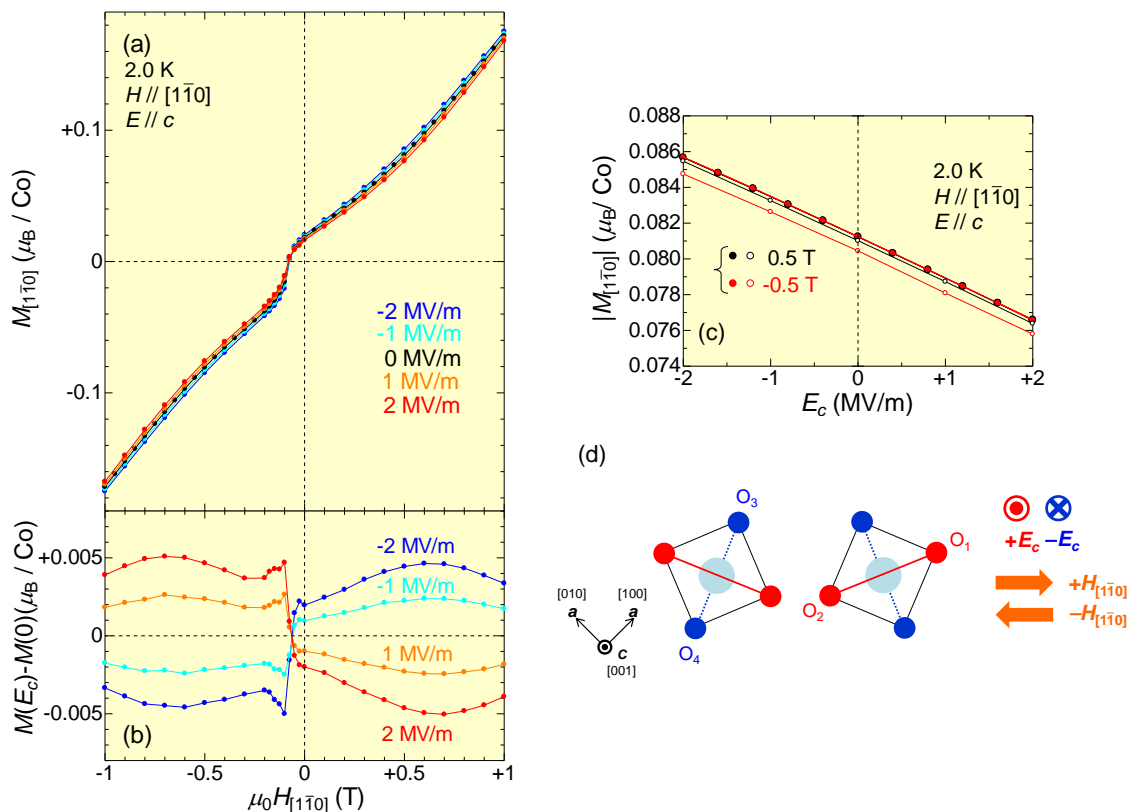 (a)
2.0 K
H // [11̅0]
E // c
+0.1
0
-0.1
M[11̅0] (μB / Co)
-2 MV/m
-1 MV/m
0 MV/m
1 MV/m
2 MV/m
+0.005
0
-0.005
M(Ec)-M(0)(μB / Co)
-2 MV/m
-1 MV/m
1 MV/m
2 MV/m
(b)
-1
-0.5
0
+0.5
+1
μ0H[11̅0] (T)
0.088
0.086
0.084
0.082
0.080
0.078
0.076
0.074
|M[11̅0]| (μB/ Co)
2.0 K
H // [11̅0]
E // c
0.5 T
-0.5 T
(c)
-2
-1
0
+1
+2
Ec (MV/m)
(d)
O3
O1
O2
O4
+Ec
−Ec
+H[11̅0]
−H[11̅0]
[010]
[100]
a
a
c
[001]